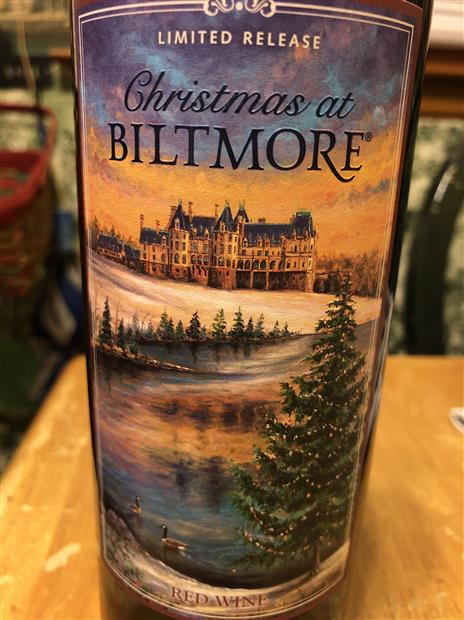 LIMITED RELEASE
Christmas at
BILTMORE®
RED WINE